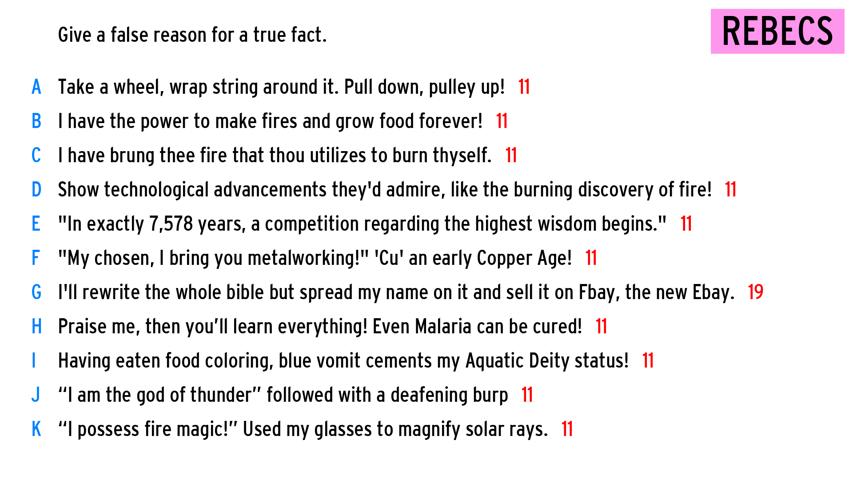 Give a false reason for a true fact.
REBECS
A Take a wheel, wrap string around it. Pull down, pulley up! 11
B I have the power to make fires and grow food forever! 11
C I have brung thee fire that thou utilizes to burn thyself. 11
D Show technological advancements they'd admire, like the burning discovery of fire! 11
E "In exactly 7,578 years, a competition regarding the highest wisdom begins." 11
F "My chosen, I bring you metalworking!" 'Cu' an early Copper Age! 11
G I'll rewrite the whole bible but spread my name on it and sell it on Fbay, the new Ebay. 19
H Praise me, then you’ll learn everything! Even Malaria can be cured! 11
I Having eaten food coloring, blue vomit cements my Aquatic Deity status! 11
J “I am the god of thunder” followed with a deafening burp 11
K “I possess fire magic!” Used my glasses to magnify solar rays. 11